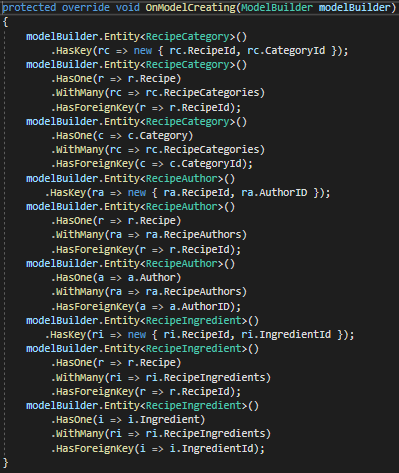 protected override void OnModelCreating(ModelBuilder modelBuilder)
{
modelBuilder.Entity<RecipeCategory>()
.HasKey(rc => new { rc.RecipeId, rc.CategoryId });
modelBuilder.Entity<RecipeCategory>()
.HasOne(r => r.Recipe)
.WithMany(rc => rc.RecipeCategories)
.HasForeignKey(r => r.RecipeId);
modelBuilder.Entity<RecipeCategory>()
.HasOne(c => c.Category)
.WithMany(rc => rc.RecipeCategories)
.HasForeignKey(c => c.CategoryId);
modelBuilder.Entity<RecipeAuthor>()
.HasKey(ra => new { ra.RecipeId, ra.AuthorID });
modelBuilder.Entity<RecipeAuthor>()
.HasOne(r => r.Recipe)
.WithMany(ra => ra.RecipeAuthors)
.HasForeignKey(r => r.RecipeId);
modelBuilder.Entity<RecipeAuthor>()
.HasOne(a => a.Author)
.WithMany(ra => ra.RecipeAuthors)
.HasForeignKey(a => a.AuthorID);
modelBuilder.Entity<RecipeIngredient>()
.HasKey(ri => new { ri.RecipeId, ri.IngredientId });
modelBuilder.Entity<RecipeIngredient>()
.HasOne(r => r.Recipe)
.WithMany(ri => ri.RecipeIngredients)
.HasForeignKey(r => r.RecipeId);
modelBuilder.Entity<RecipeIngredient>()
.HasOne(i => i.Ingredient)
.WithMany(ri => ri.RecipeIngredients)
.HasForeignKey(i => i.IngredientId);
}